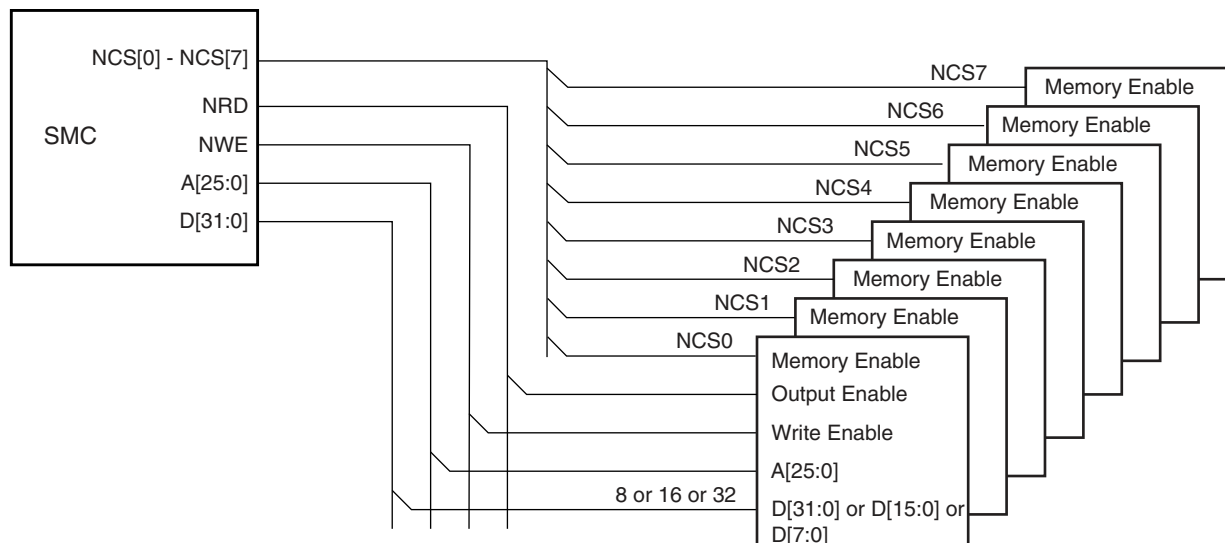 NCS[0] - NCS[7]
NRD
SMC
NWE
A[25:0]
D[31:0]
NCS7
Memory Enable
NCS6
Memory Enable
NCS5
Memory Enable
NCS4
Memory Enable
NCS3
Memory Enable
NCS2
Memory Enable
NCS1
Memory Enable
NCS0
Memory Enable
Output Enable
Write Enable
A[25:0]
8 or 16 or 32
D[31:0] or D[15:0] or
D[7:0]